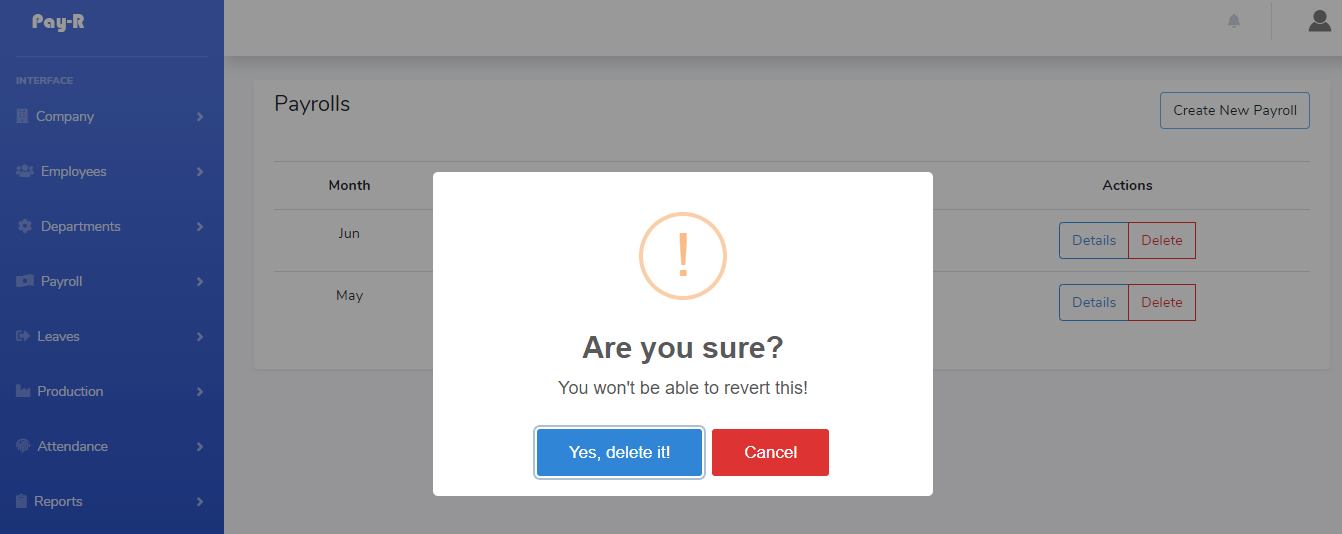 Pay-R
INTERFACE
Company
Employees
Departments
Payroll
Leaves
Production
Attendance
Reports
Payrolls
Create New Payroll
Month
Actions
Jun
Details
Delete
May
Details
Delete
!
Are you sure?
You won't be able to revert this!
Yes, delete it!
Cancel